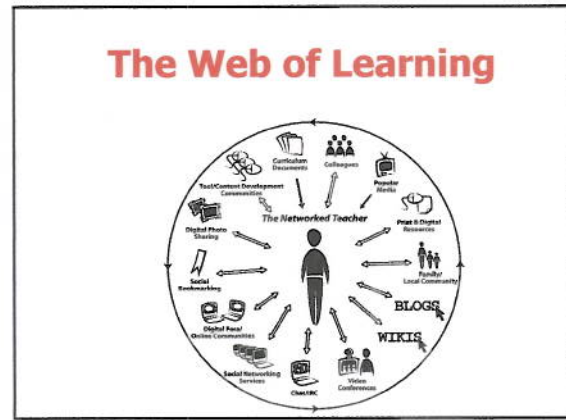 The Web of Learning
Curriculum
Documents
Colleagues
Tool/Content Development
Communities
Popular
Media
The Networked Teacher
Digital Photo
Sharing
Print & Digital
Resources
Social
Bookmarking
Family/
Local Community
BLOGS
Digital Face/
Online Communities
WIKIS
Social Networking
Services
Chat/IRC
Video
Conferences